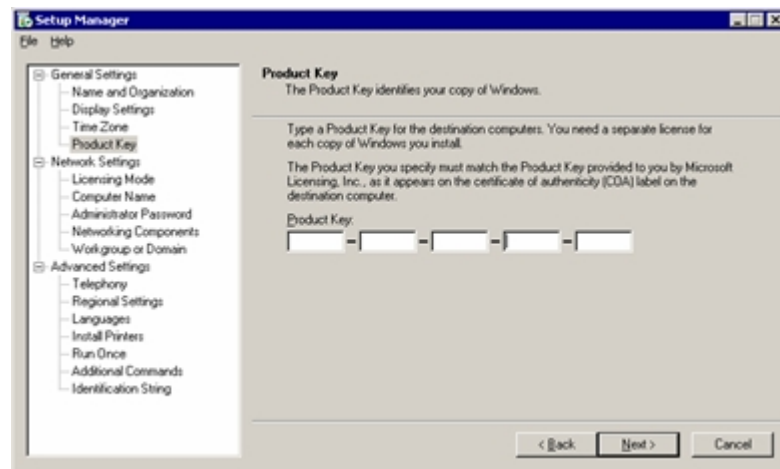 Setup Manager
File Help
General Settings
Name and Organization
Display Settings
Time Zone
Product Key
Network Settings
Licensing Mode
Computer Name
Administrator Password
Networking Components
Workgroup or Domain
Advanced Settings
Telephony
Regional Settings
Languages
Install Printers
Run Once
Additional Commands
Identification String
Product Key
The Product Key identifies your copy of Windows.
Type a Product Key for the destination computers. You need a separate license for
each copy of Windows you install.
The Product Key you specify must match the Product Key provided to you by Microsoft
Licensing, Inc., as it appears on the certificate of authenticity (COA) label on the
destination computer.
Product Key:
< Back Next > Cancel